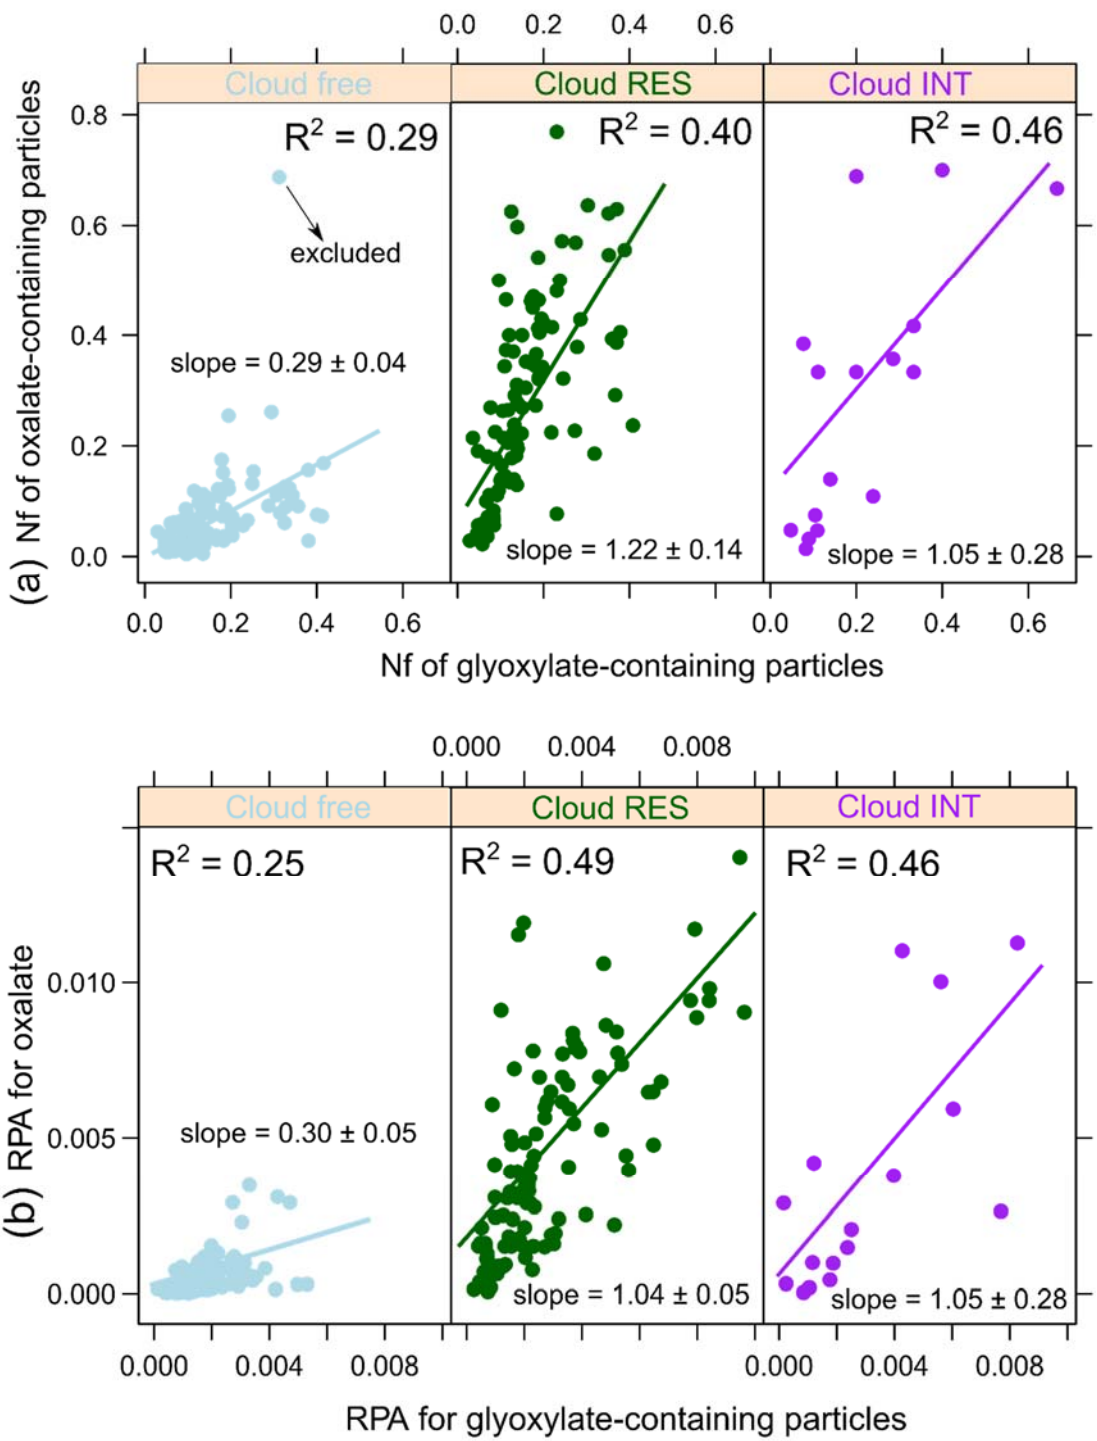 0.0 0.2 0.4 0.6
Cloud free Cloud RES Cloud INT
R² = 0.29 R² = 0.40 R² = 0.46
excluded
slope = 0.29 ± 0.04
slope = 1.22 ± 0.14
slope = 1.05 ± 0.28
0.8
0.6
0.4
0.2
0.0
(a) Nf of oxalate-containing particles
0.0 0.2 0.4 0.6 0.0 0.2 0.4 0.6
Nf of glyoxylate-containing particles
0.000 0.004 0.008
Cloud free Cloud RES Cloud INT
R² = 0.25 R² = 0.49 R² = 0.46
slope = 0.30 ± 0.05
slope = 1.04 ± 0.05
slope = 1.05 ± 0.28
0.010
0.005
0.000
(b) RPA for oxalate
0.000 0.004 0.008 0.000 0.004 0.008
RPA for glyoxylate-containing particles